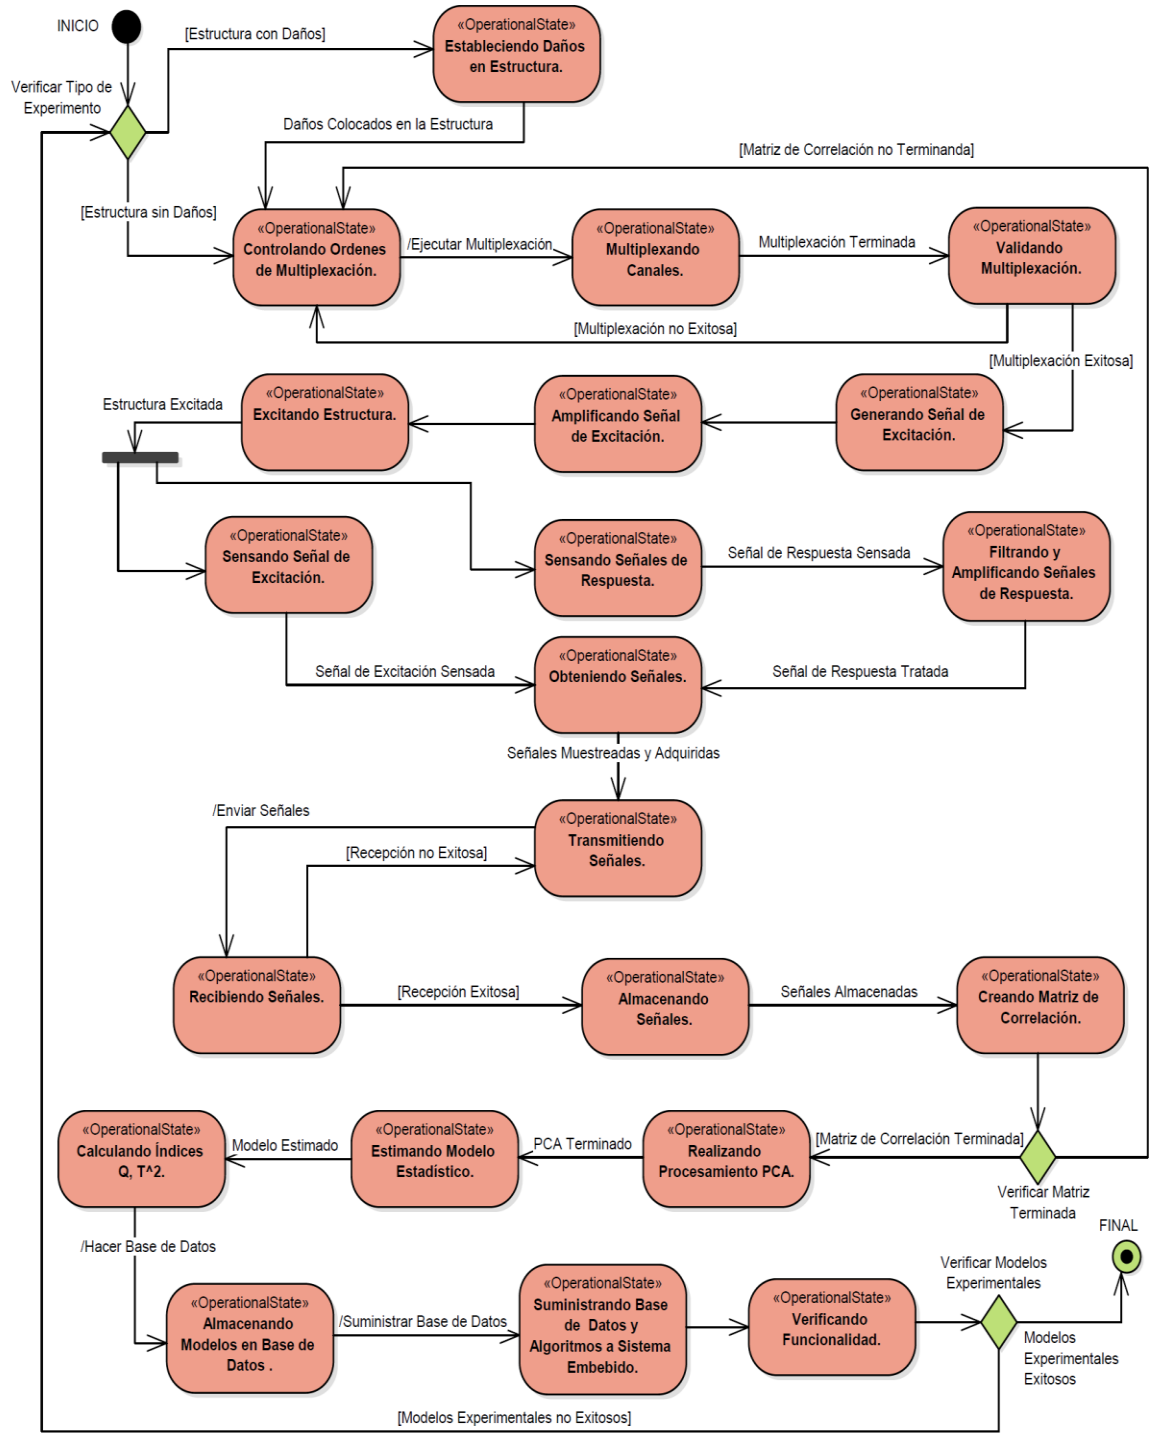 INICIO
[Estructura con Daños]
«OperationalState»
Estableciendo Daños
en Estructura.
Verificar Tipo de
Experimento
Daños Colocados en la Estructura
[Matriz de Correlación no Terminanda]
[Estructura sin Daños]
«OperationalState»
Controlando Ordenes
de Multiplexación.
/Ejecutar Multiplexación
«OperationalState»
Multiplexando
Canales.
Multiplexación Terminada
«OperationalState»
Validando
Multiplexación.
[Multiplexación no Exitosa]
[Multiplexación Exitosa]
Estructura Excitada
«OperationalState»
Excitando Estructura.
«OperationalState»
Amplificando Señal
de Excitación.
«OperationalState»
Generando Señal de
Excitación.
«OperationalState»
Sensando Señal de
Excitación.
«OperationalState»
Sensando Señales de
Respuesta.
Señal de Respuesta Sensada
«OperationalState»
Filtrando y
Amplificando Señales
de Respuesta.
Señal de Excitación Sensada
«OperationalState»
Obteniendo Señales.
Señal de Respuesta Tratada
Señales Muestreadas y Adquiridas
/Enviar Señales
«OperationalState»
Transmitiendo
Señales.
[Recepción no Exitosa]
«OperationalState»
Recibiendo Señales.
[Recepción Exitosa]
«OperationalState»
Almacenando
Señales.
Señales Almacenadas
«OperationalState»
Creando Matriz de
Correlación.
«OperationalState»
Calculando Índices
Q, T^2.
Modelo Estimado
«OperationalState»
Estimando Modelo
Estadístico.
PCA Terminado
«OperationalState»
Realizando
Procesamiento PCA.
[Matriz de Correlación Terminada]
Verificar Matriz
Terminada
FINAL
/Hacer Base de Datos
«OperationalState»
Almacenando
Modelos en Base de
Datos .
/Suministrar Base de Datos
«OperationalState»
Suministrando Base
de Datos y
Algoritmos a Sistema
Embebido.
«OperationalState»
Verificando
Funcionalidad.
Verificar Modelos
Experimentales
Modelos
Experimentales
Exitosos
[Modelos Experimentales no Exitosos]